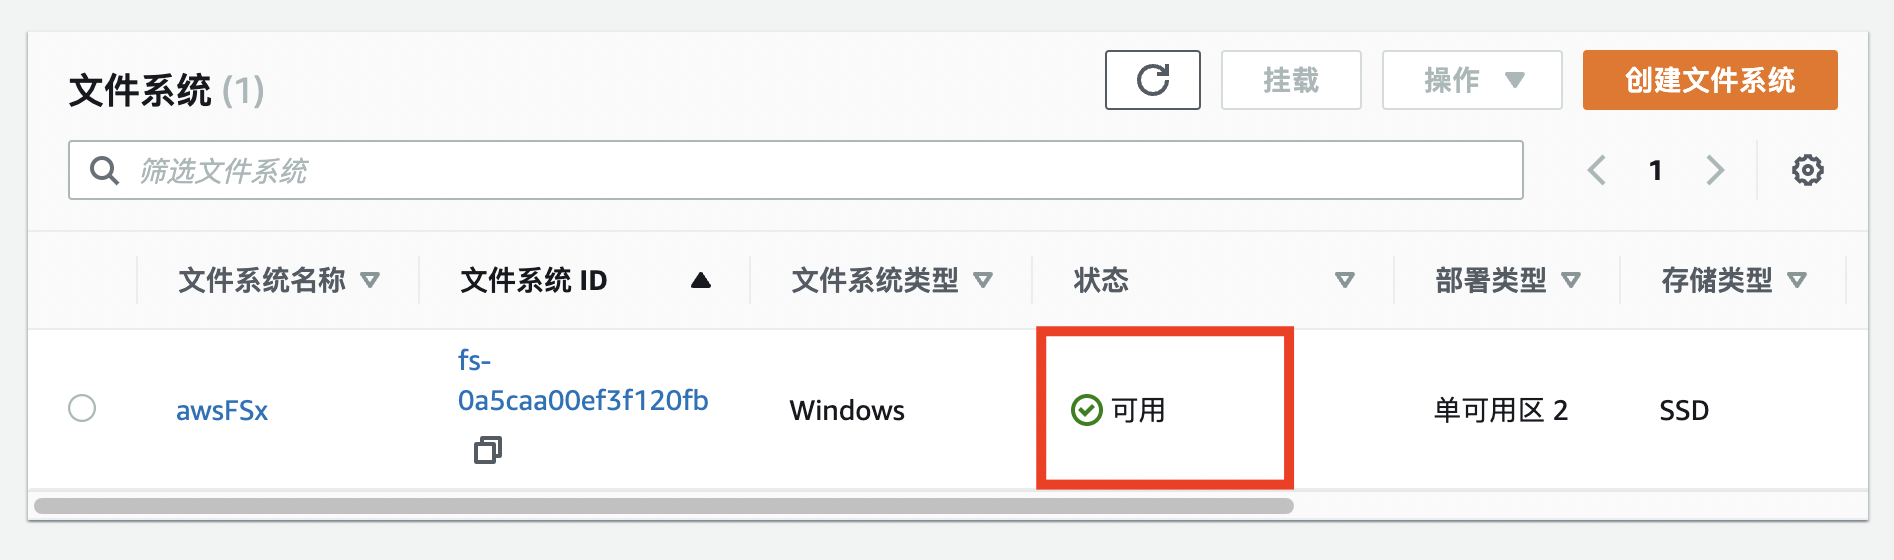 文件系统 (1)
挂载
操作
创建文件系统
筛选文件系统
1
文件系统名称
文件系统 ID
文件系统类型
状态
部署类型
存储类型
awsFSx
fs-
0a5caa00ef3f120fb
Windows
可用
单可用区 2
SSD